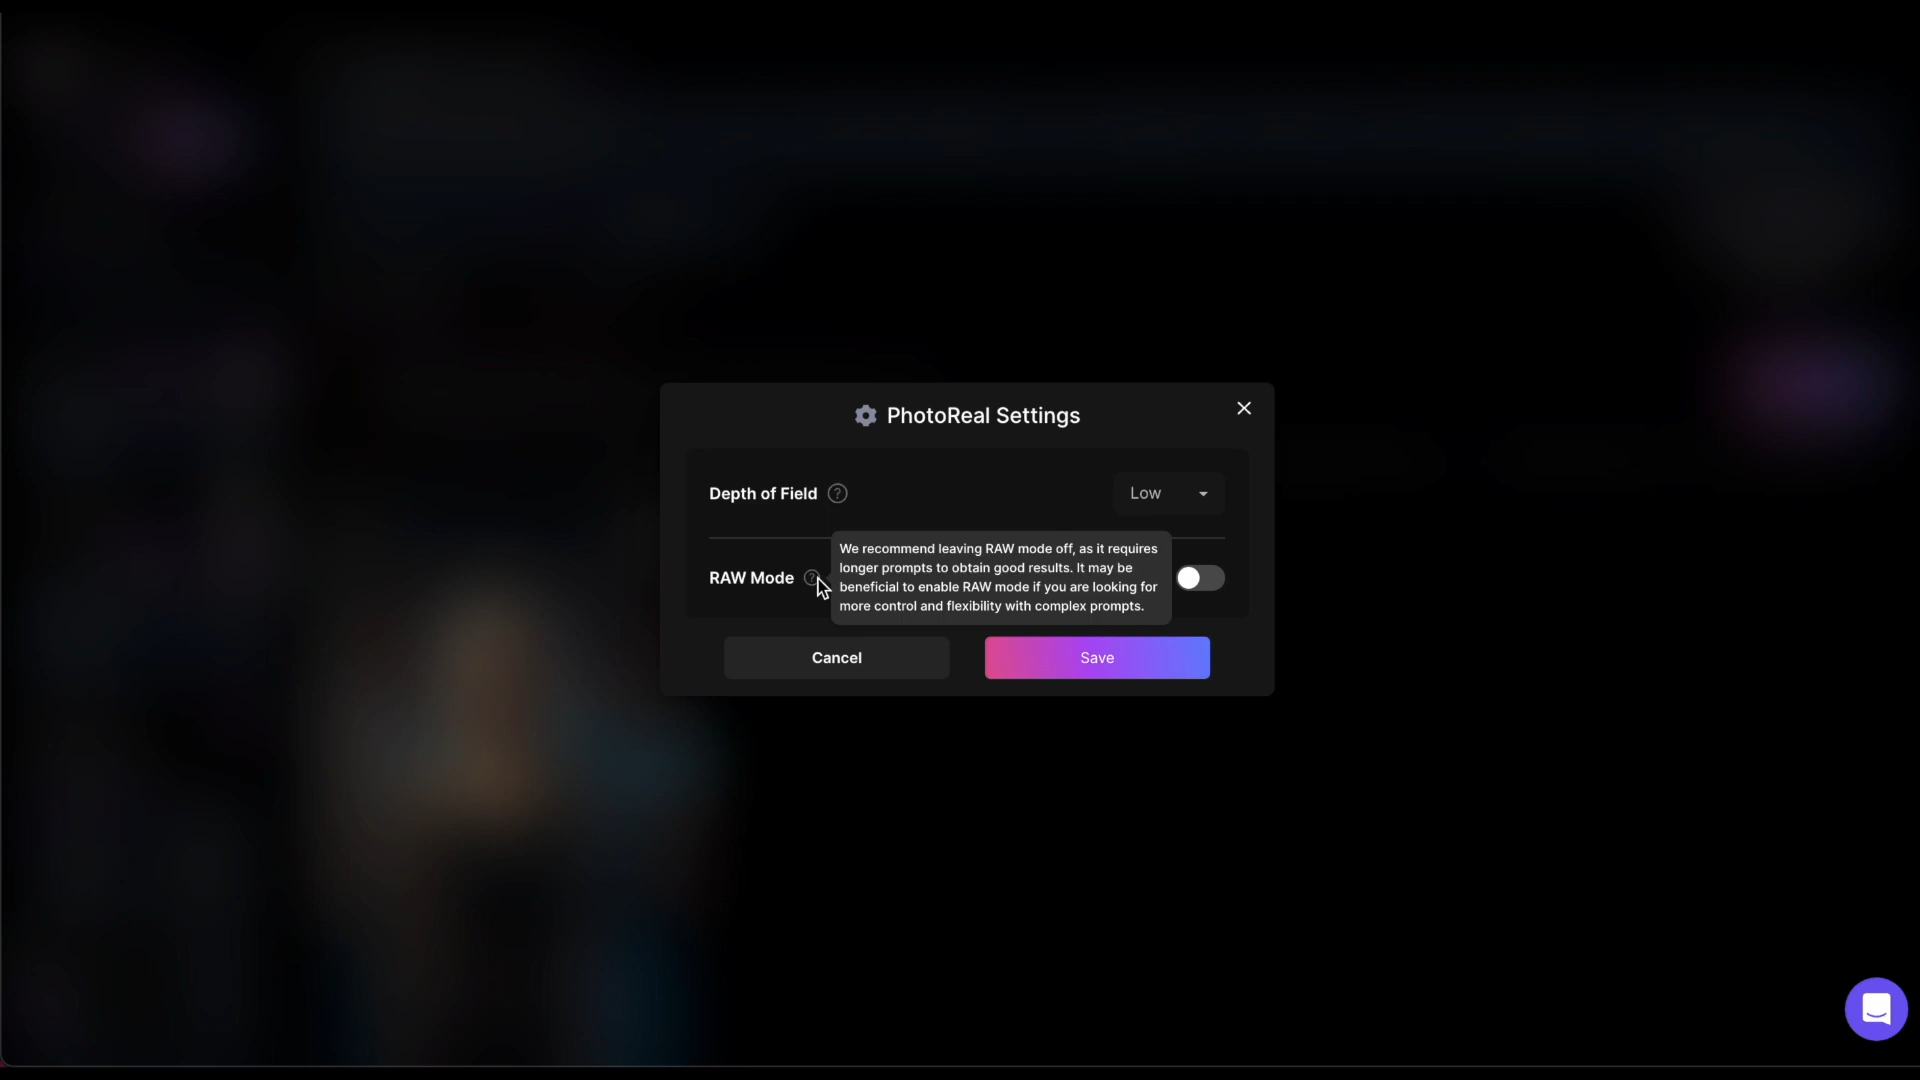 PhotoReal Settings
Depth of Field ?
Low
We recommend leaving RAW mode off, as it requires
longer prompts to obtain good results. It may be
beneficial to enable RAW mode if you are looking for
more control and flexibility with complex prompts.
RAW Mode ?
Cancel
Save